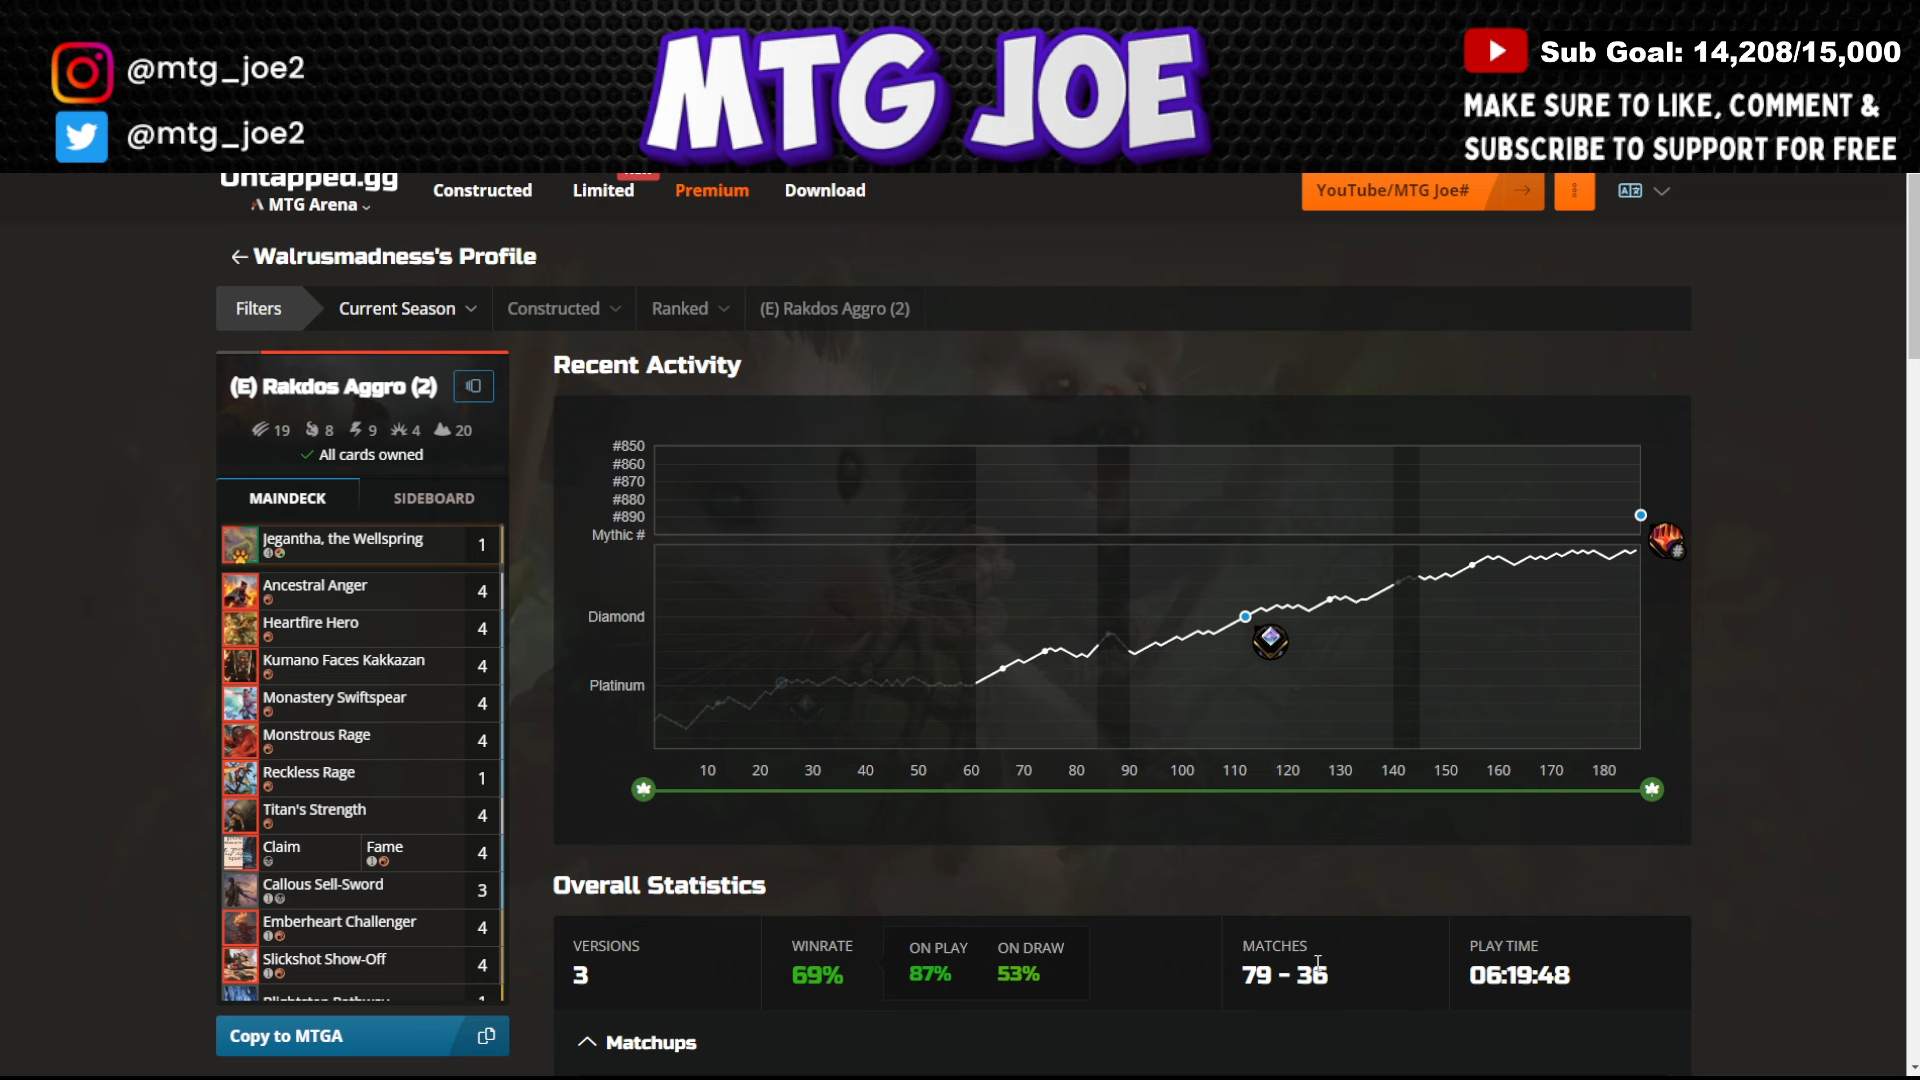 @mtg_joe2
@mtg_joe2
MTG JOE
Sub Goal: 14,208/15,000
MAKE SURE TO LIKE, COMMENT &
SUBSCRIBE TO SUPPORT FOR FREE
Untapped.gg
MTG Arena
Constructed
Limited
Premium
Download
YouTube/MTG Joe#
Walrusmadness's Profile
Filters
Current Season
Constructed
Ranked
(E) Rakdos Aggro (2)
(E) Rakdos Aggro (2)
19 8 9 4 20
All cards owned
MAINDECK
SIDEBOARD
Jegantha, the Wellspring 1
Ancestral Anger 4
Heartfire Hero 4
Kumano Faces Kakkazan 4
Monastery Swiftspear 4
Monstrous Rage 4
Reckless Rage 1
Titan's Strength 4
Claim Fame 4
Callous Sell-Sword 3
Emberheart Challenger 4
Slickshot Show-Off 4
Copy to MTGA
Recent Activity
#850
#860
#870
#880
#890
Mythic #
Diamond
Platinum
10 20 30 40 50 60 70 80 90 100 110 120 130 140 150 160 170 180
Overall Statistics
VERSIONS
3
WINRATE
69%
ON PLAY
87%
ON DRAW
53%
MATCHES
79 - 36
PLAY TIME
06:19:48
Matchups